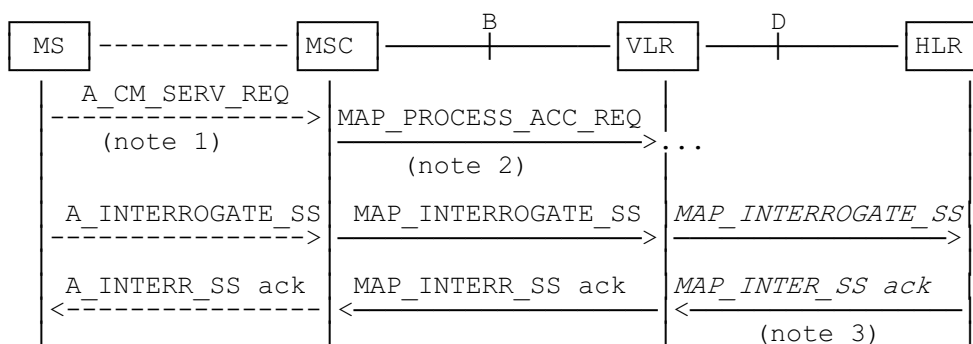 B D
MS MSC VLR HLR
A_CM_SERV_REQ
(note 1)
MAP_PROCESS_ACC_REQ
(note 2)
...
A_INTERROGATE_SS MAP_INTERROGATE_SS MAP_INTERROGATE_SS
A_INTERR_SS ack MAP_INTERR_SS ack MAP_INTER_SS ack
(note 3)